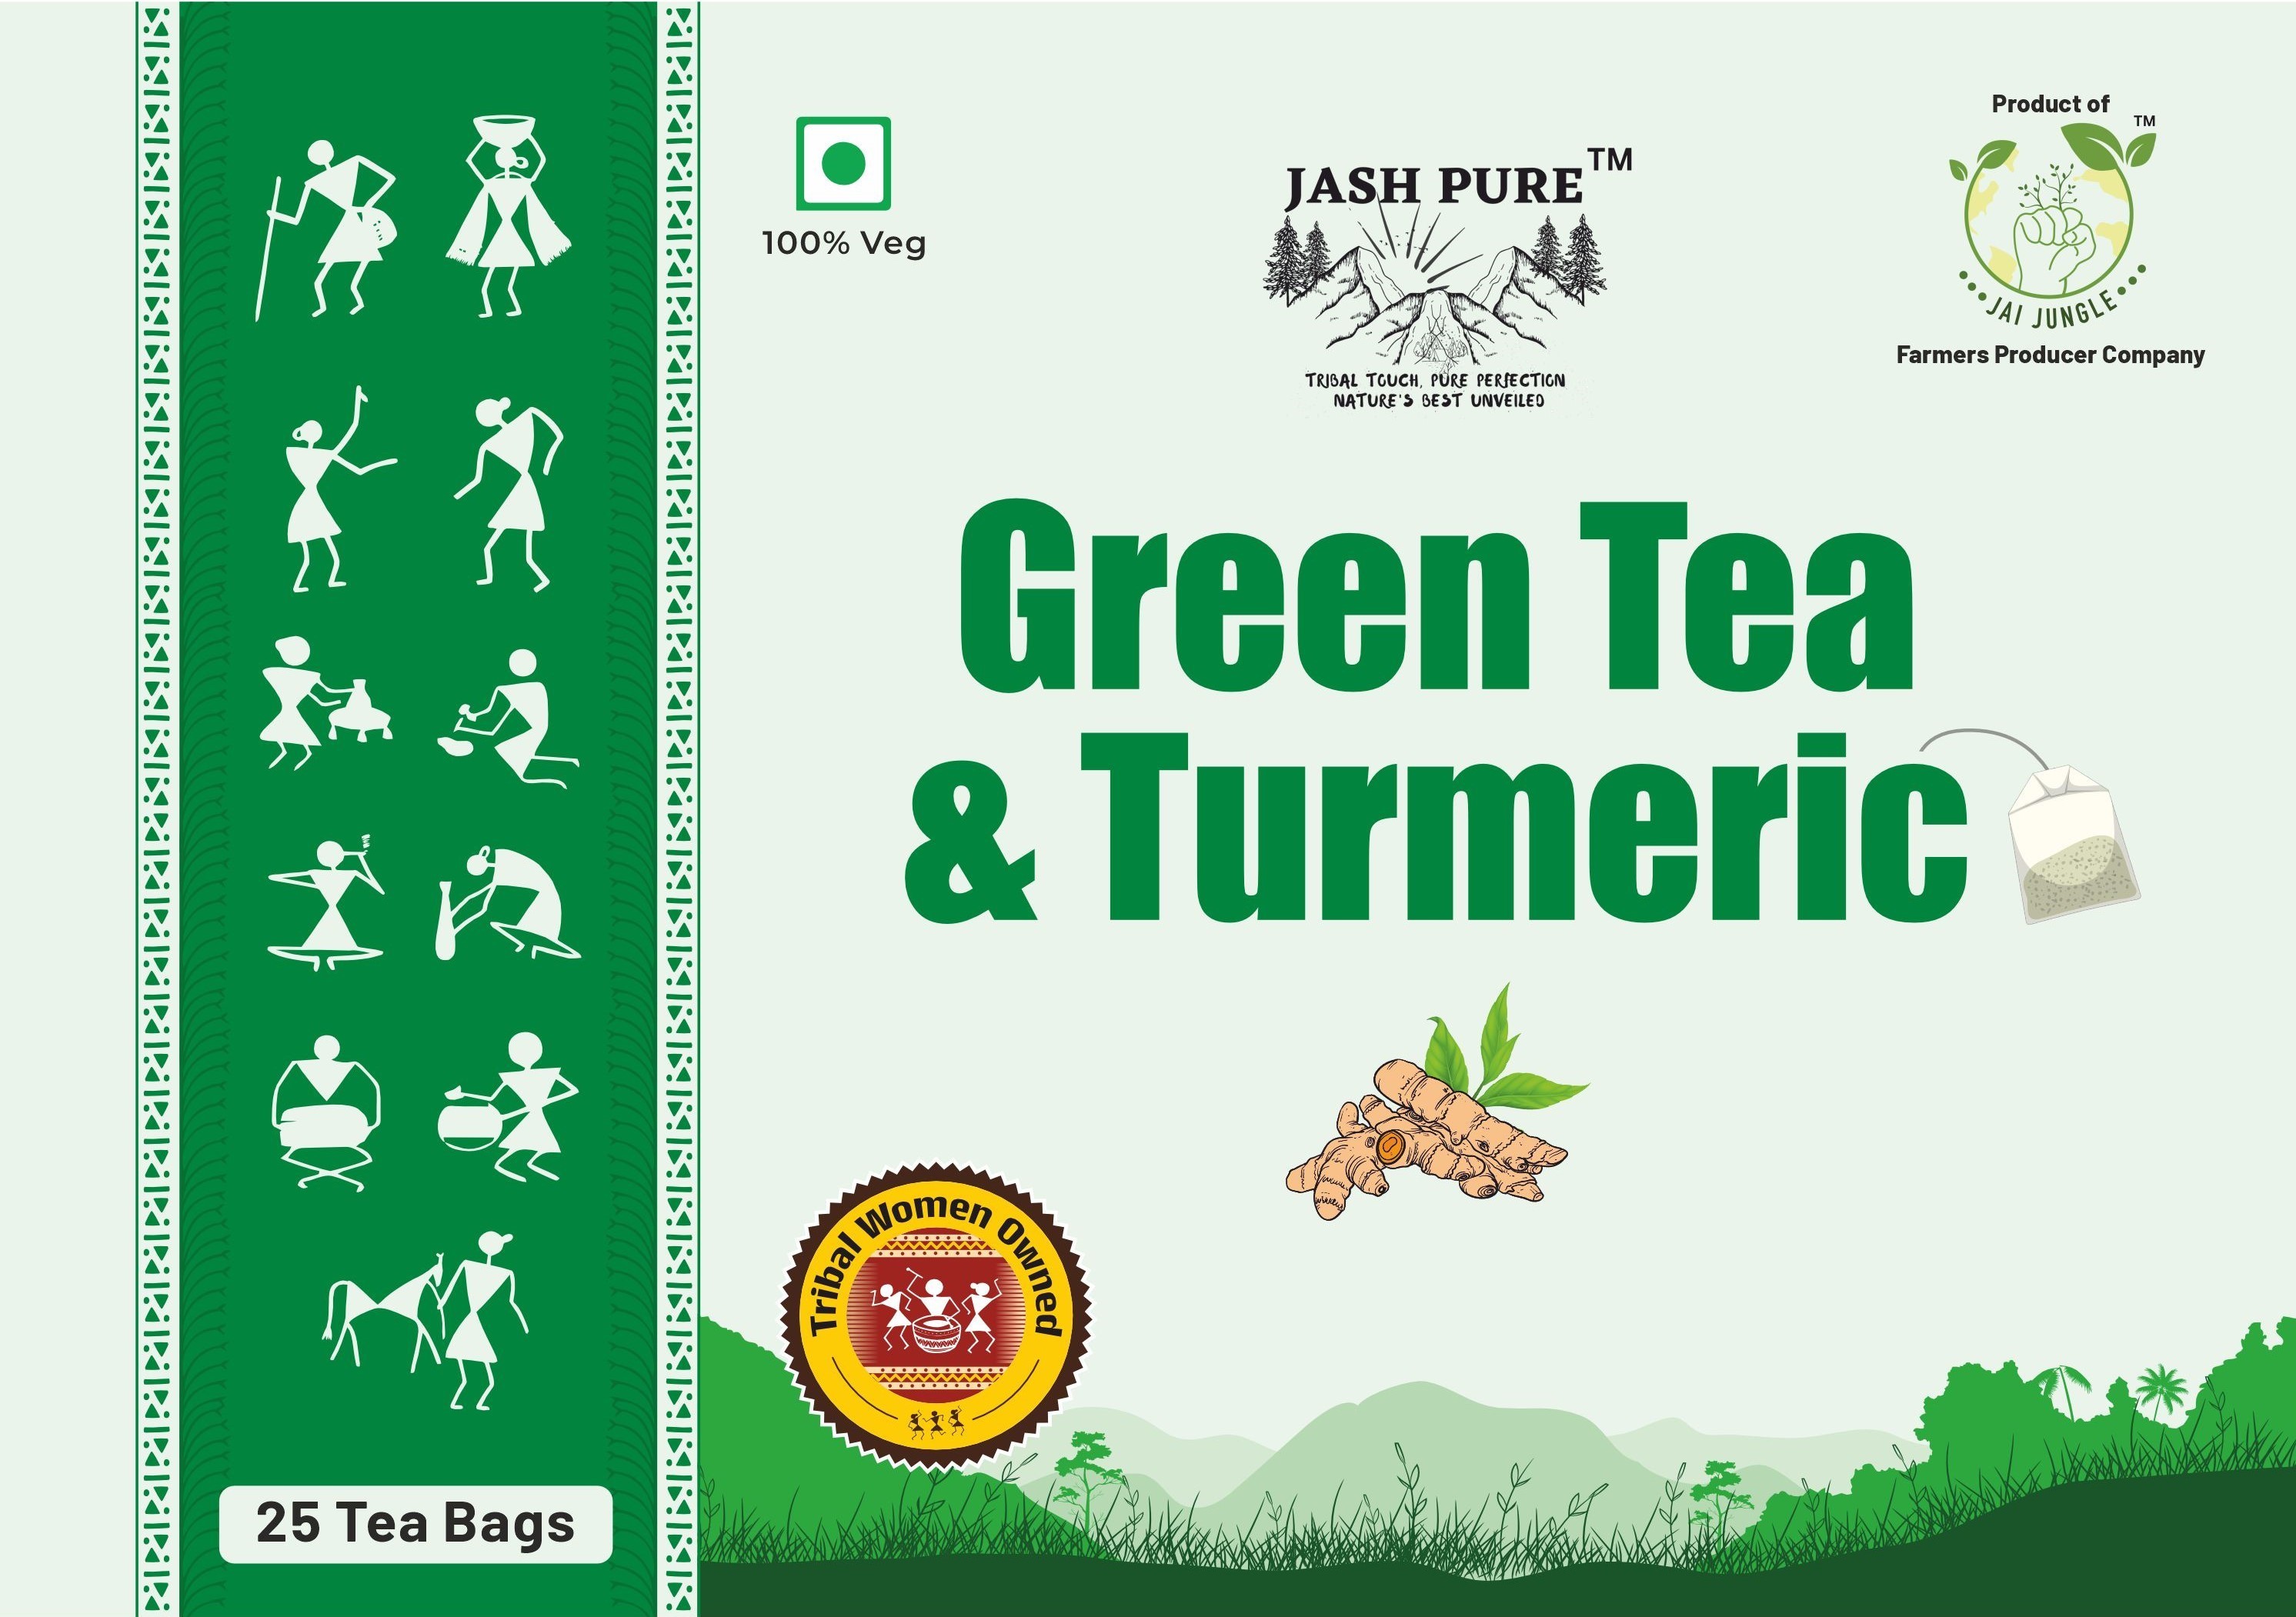 100% Veg
JASH PURE™
TRIBAL TOUCH, PURE PERFECTION
NATURE'S BEST UNVEILED
Product of
TM
JAI JUNGLE
Farmers Producer Company
Green Tea
& Turmeric
Tribal Women Owned
25 Tea Bags